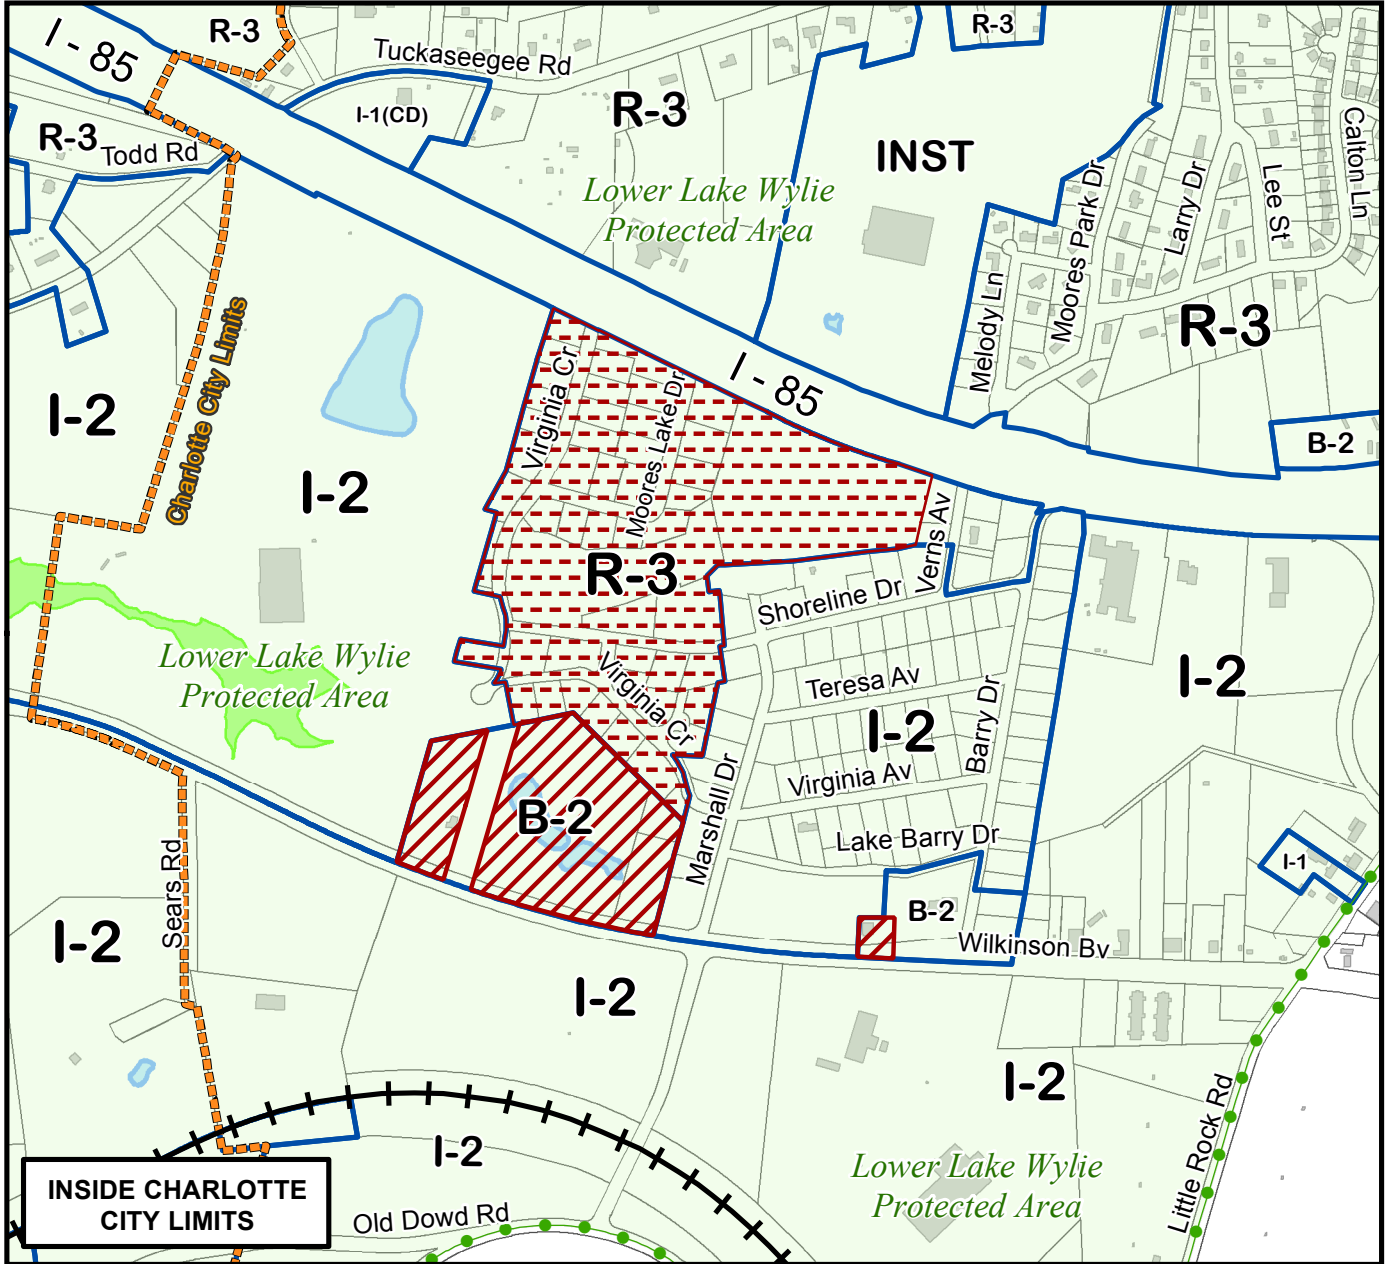 R-3
R-3
I - 85
Tuckaseegee Rd
I-1(CD)
R-3
R-3
Todd Rd
INST
Calton Ln
Lee St
Larry Dr
Moores Park Dr
Lower Lake Wylie
Protected Area
Melody Ln
R-3
Charlotte City Limits
I-2
Virginia Cr
Moores Lake Dr
I - 85
B-2
I-2
Verns Av
R-3
Shoreline Dr
Lower Lake Wylie
Protected Area
Virginia Cr
Teresa Av
I-2
Barry Dr
I-2
Virginia Av
Marshall Dr
B-2
Lake Barry Dr
I-1
Sears Rd
I-2
B-2
Wilkinson Bv
I-2
I-2
Little Rock Rd
I-2
Lower Lake Wylie
Protected Area
INSIDE CHARLOTTE
CITY LIMITS
Old Dowd Rd